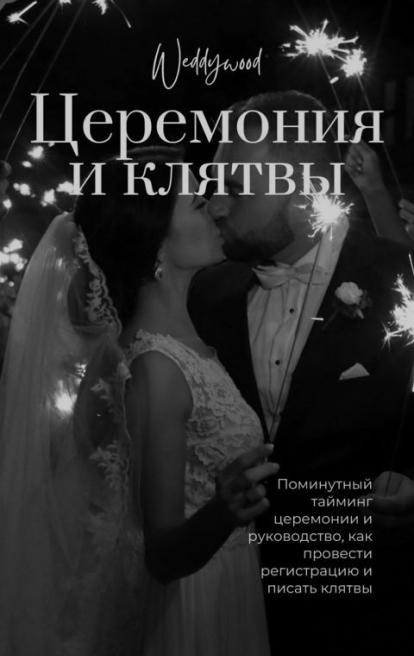 Weddywood
Церемония
и клятвы
Поминутный
тайминг
церемонии и
руководство, как
провести
регистрацию и
писать клятвы